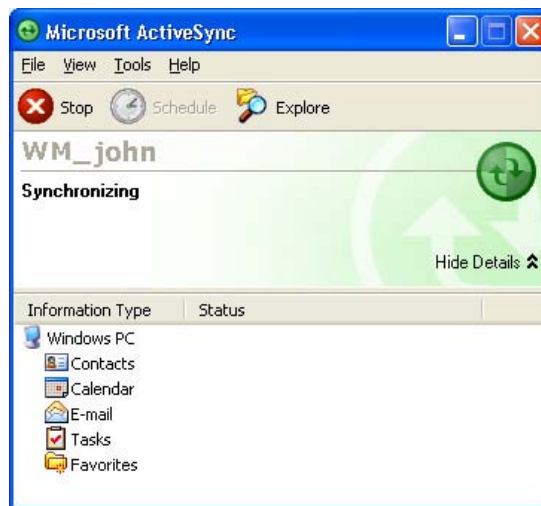 Microsoft ActiveSync
File View Tools Help
Stop Schedule Explore
WM_john
Synchronizing
Hide Details
Information Type Status
Windows PC
Contacts
Calendar
E-mail
Tasks
Favorites